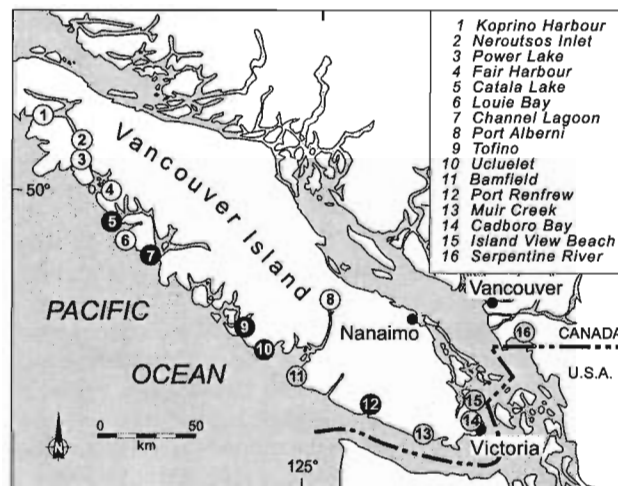 1 Koprino Harbour
2 Neroutsos Inlet
3 Power Lake
4 Fair Harbour
5 Catala Lake
6 Louie Bay
7 Channel Lagoon
8 Port Alberni
9 Tofino
10 Ucluelet
11 Bamfield
12 Port Renfrew
13 Muir Creek
14 Cadboro Bay
15 Island View Beach
16 Serpentine River
Vancouver Island
1
2
3
50°
4
5
6
7
PACIFIC
OCEAN
8
Nanaimo
Vancouver
16
CANADA
U.S.A.
9
10
11
12
13
15
14
Victoria
N
0 50
km
125°